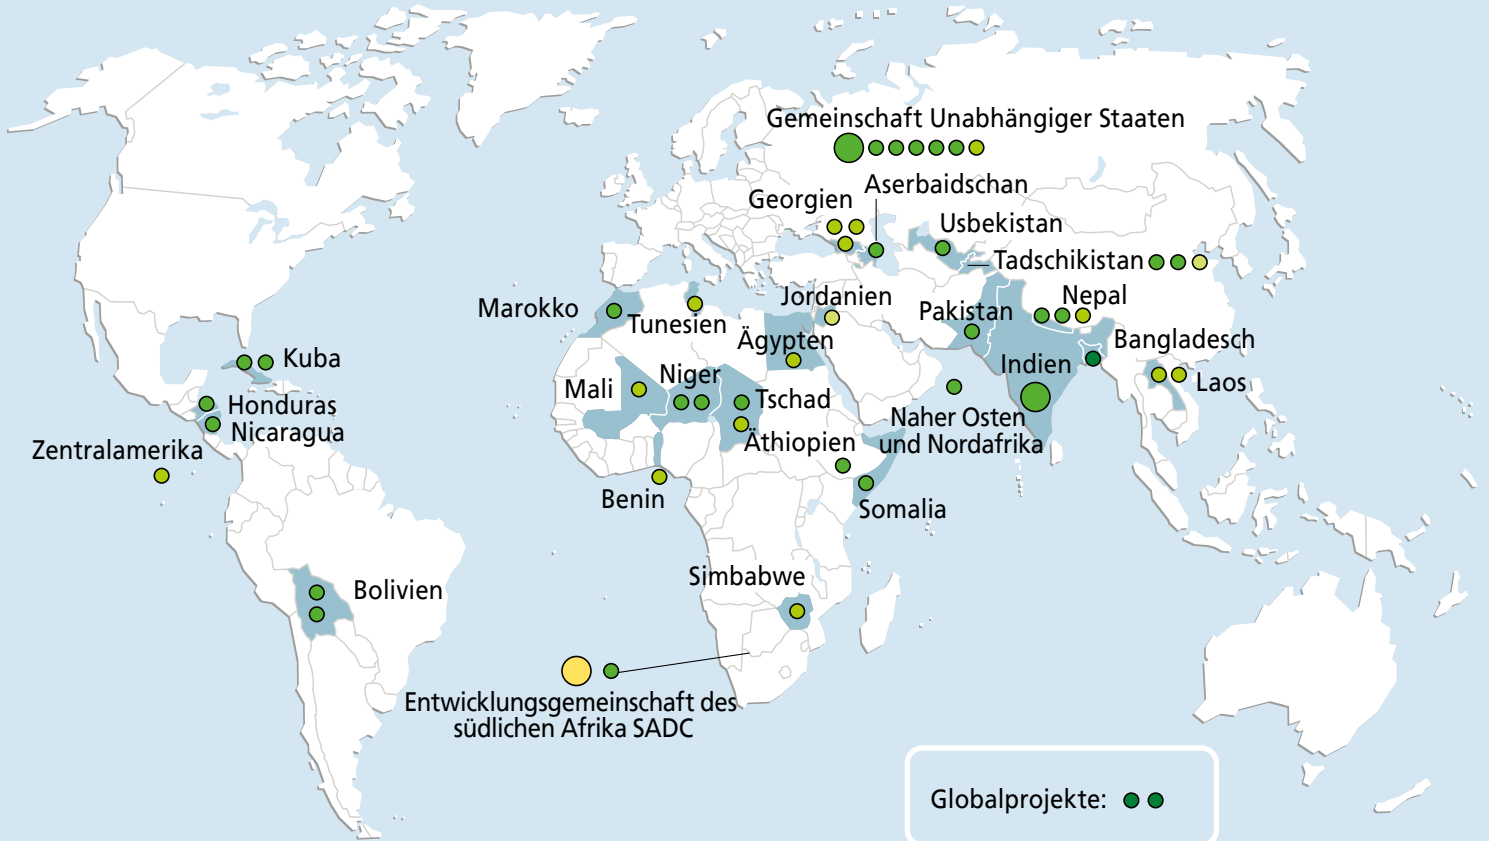 Gemeinschaft Unabhängiger Staaten
Aserbaidschan
Georgien
Usbekistan
Tadschikistan
Jordanien
Nepal
Marokko
Tunesien
Pakistan
Ägypten
Bangladesch
Kuba
Indien
Niger
Mali
Laos
Tschad
Honduras
Naher Osten
und Nordafrika
Nicaragua
Äthiopien
Zentralamerika
Benin
Somalia
Simbabwe
Bolivien
Entwicklungsgemeinschaft des
südlichen Afrika SADC
Globalprojekte: